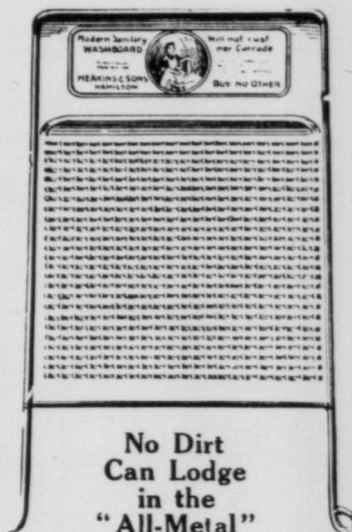 Modern Sanitary
WASHBOARD
MEAKINS & SONS
HAMILTON
Will not rust
nor Corrode
BUY NO OTHER
No Dirt
Can Lodge
in the
"All-Metal"